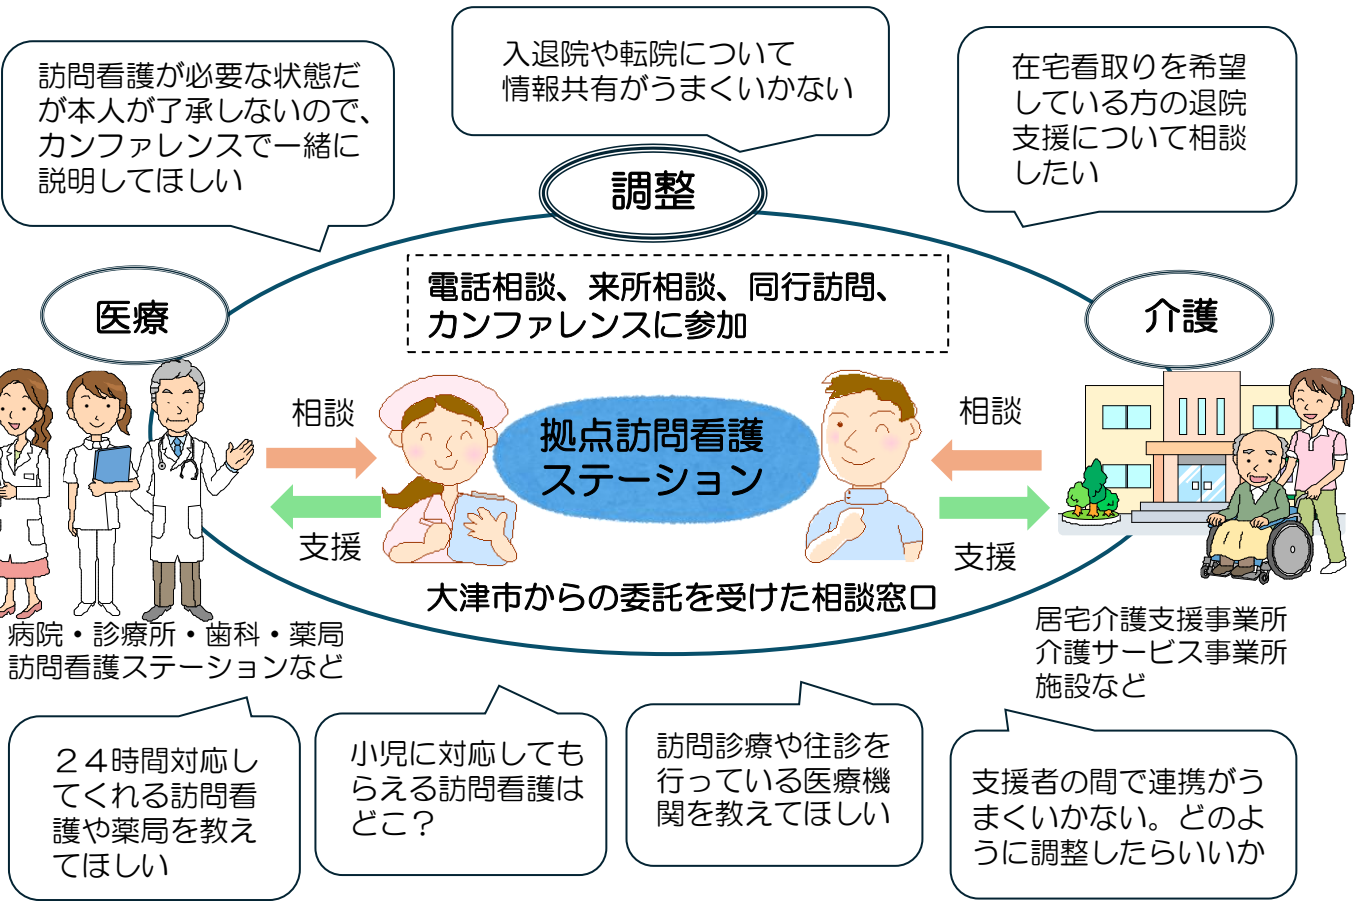 訪問看護が必要な状態だ
が本人が了承しないので、
カンファレンスで一緒に
説明してほしい
入退院や転院について
情報共有がうまくいかない
在宅看取りを希望
している方の退院
支援について相談
したい
調整
医療
介護
電話相談、来所相談、同行訪問、
カンファレンスに参加
相談
支援
拠点訪問看護
ステーション
相談
支援
大津市からの委託を受けた相談窓口
病院・診療所・歯科・薬局
訪問看護ステーションなど
居宅介護支援事業所
介護サービス事業所
施設など
２４時間対応し
てくれる訪問看
護や薬局を教え
てほしい
小児に対応しても
らえる訪問看護は
どこ？
訪問診療や往診を
行っている医療機
関を教えてほしい
支援者の間で連携がう
まくいかない。どのよ
うに調整したらいいか